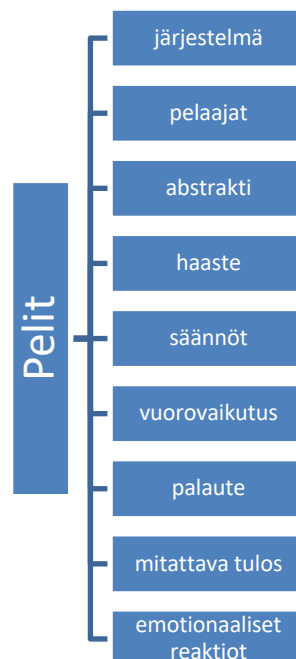 Pelit
järjestelmä
pelaajat
abstrakti
haaste
säännöt
vuorovaikutus
palaute
mitattava tulos
emotionaaliset
reaktiot